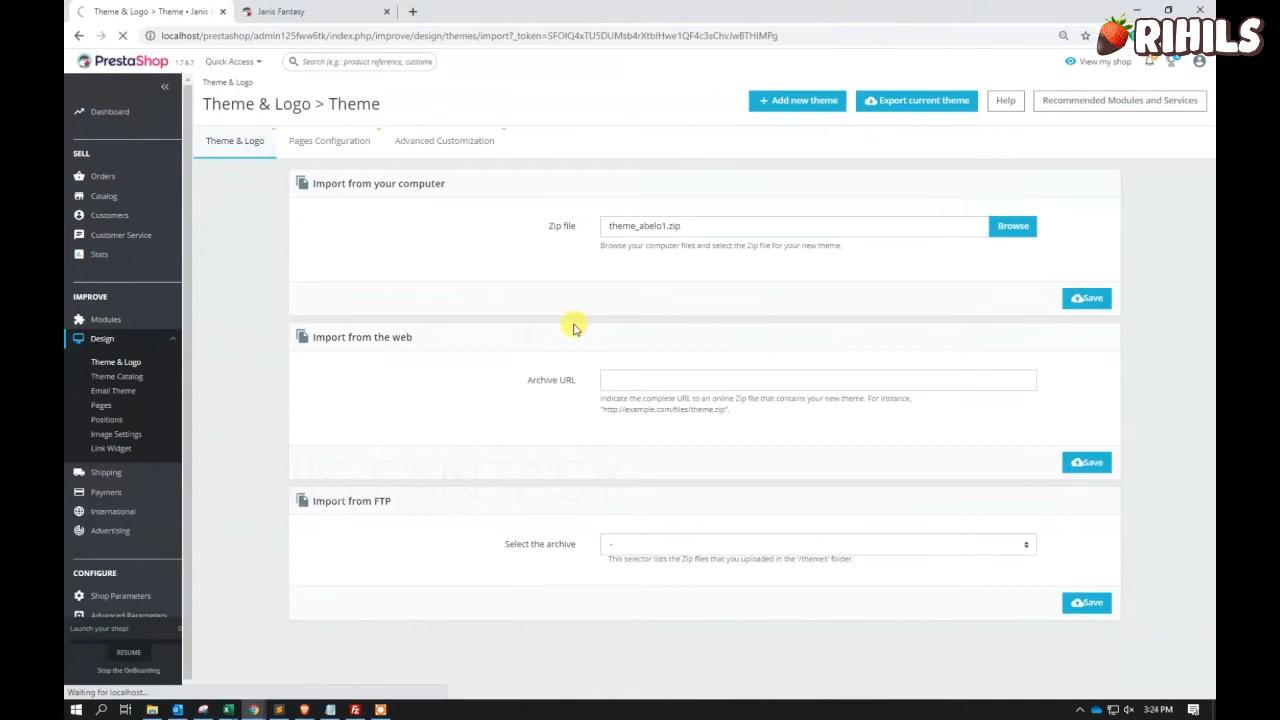 Theme & Logo > Theme • Janis
Janis Fantasy
RIHILS
localhost/prestashop/admin125fww6tk/index.php/improve/design/themes/import?_token=
PrestaShop 1.7.6.7
Quick Access
Search (e.g.: product reference, custome
View my shop
Theme & Logo
Theme & Logo > Theme
Add new theme
Export current theme
Help
Recommended Modules and Services
Theme & Logo
Pages Configuration
Advanced Customization
Dashboard
SELL
Orders
Catalog
Customers
Customer Service
Stats
IMPROVE
Modules
Design
Theme & Logo
Theme Catalog
Email Theme
Pages
Positions
Image Settings
Link Widget
Shipping
Payment
International
Advertising
CONFIGURE
Shop Parameters
Advanced Parameters
Launch your shop!
0
RESUME
Stop the OnBoarding
Import from your computer
Zip file
theme_abelo1.zip
Browse
Browse your computer files and select the Zip file for your new theme.
Save
Import from the web
Archive URL
Indicate the complete URL to an online Zip file that contains your new theme. For instance,
"http://example.com/files/theme.zip".
Save
FANTASY
Import from FTP
Select the archive
-
This selector lists the Zip files that you uploaded in the '/themes' folder.
Save
Waiting for localhost...
3:24 PM